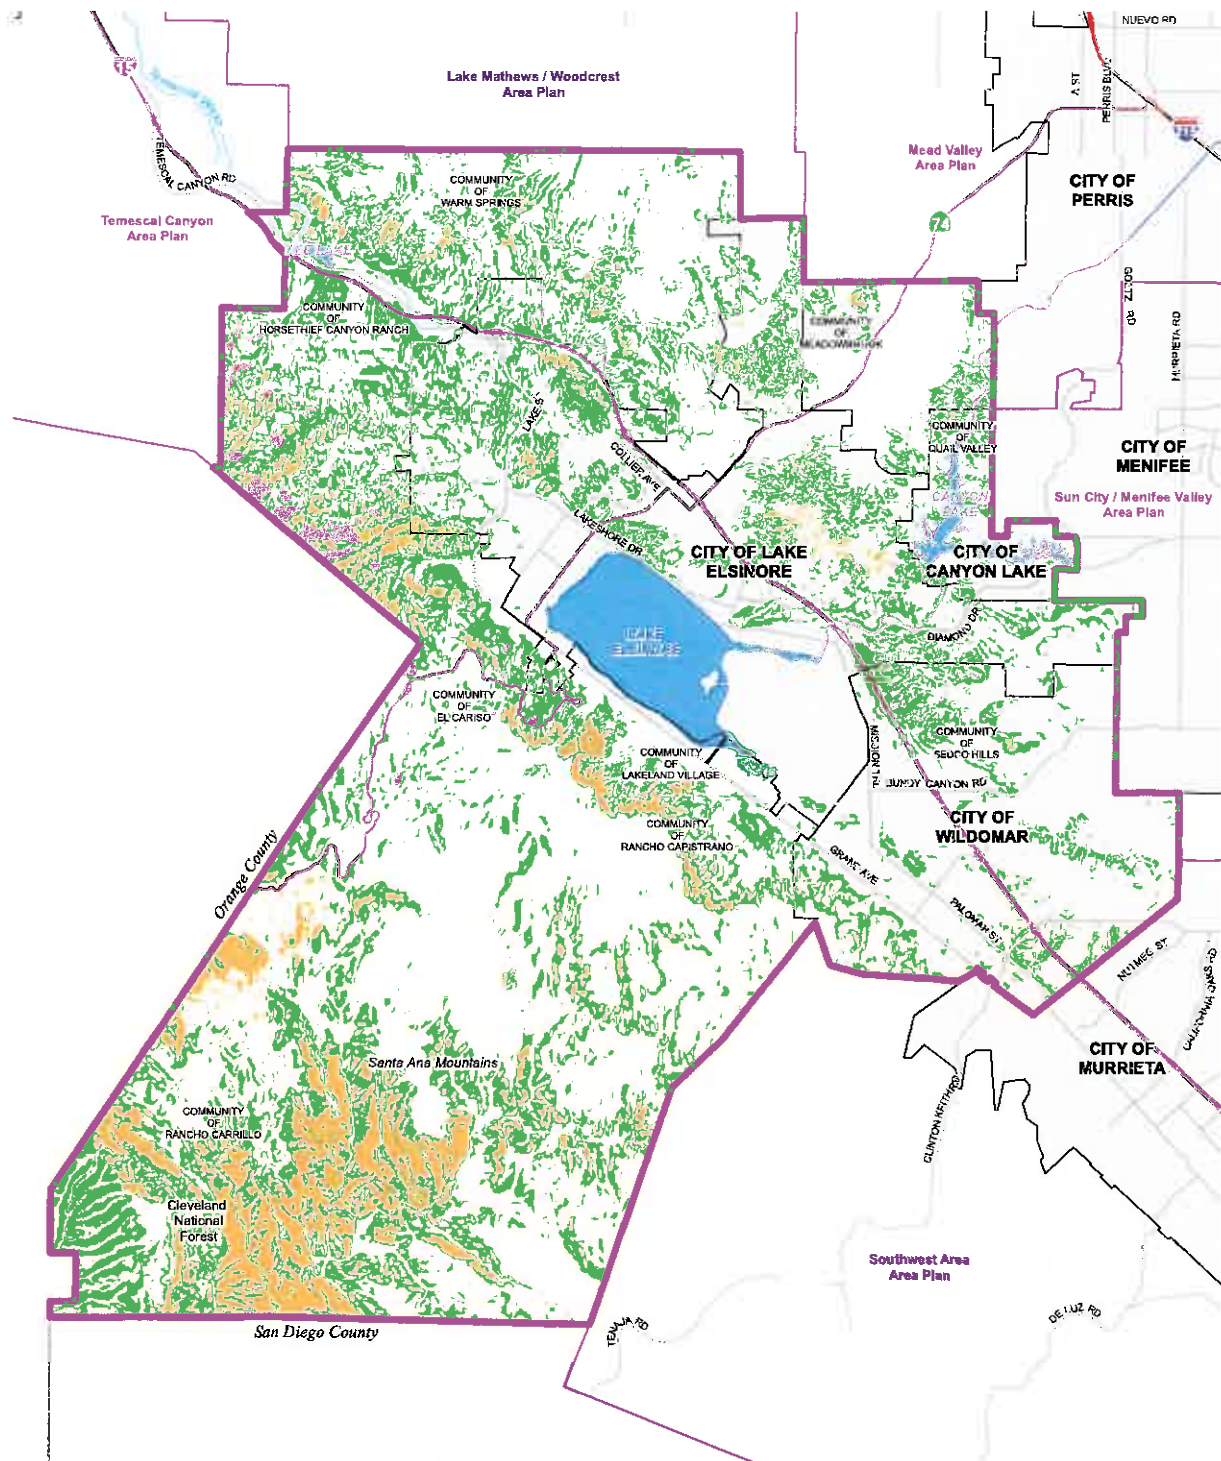 NUEVO RD
15
Lake Mathews / Woodcrest
Area Plan
A ST
PERRIS BLVD
TEMESCAL CANYON RD
Mead Valley
Area Plan
CITY OF
PERRIS
COMMUNITY
OF
WARM SPRINGS
Temescal Canyon
Area Plan
74
GOETZ RD
MURRIETA RD
COMMUNITY
OF
HORSETHIEF CANYON RANCH
COMMUNITY
OF
LAKE ST
COLLIER AVE
COMMUNITY
OF
QUAIL VALLEY
CITY OF
MENIFEE
CANYON
LAKE
Sun City / Menifee Valley
Area Plan
LAKESHORE DR
CITY OF LAKE
ELSINORE
CITY OF
CANYON LAKE
LAKE
DIAMOND DR
COMMUNITY
OF
EL CARISO
COMMUNITY
OF
SEDCO HILLS
COMMUNITY
OF
LAKELAND VILLAGE
BUNDY CANYON RD
CITY OF
WILDOMAR
COMMUNITY
OF
RANCHO CAPISTRANO
Orange County
GRAND AVE
PALOMAR ST
NUTMEG ST
CALIFORNIA OAKS RD
CITY OF
MURRIETA
Santa Ana Mountains
CLINTON KEITH RD
COMMUNITY
OF
RANCHO CARRILLO
Cleveland
National
Forest
Southwest Area
Area Plan
San Diego County
TENAJA RD
DE LUZ RD